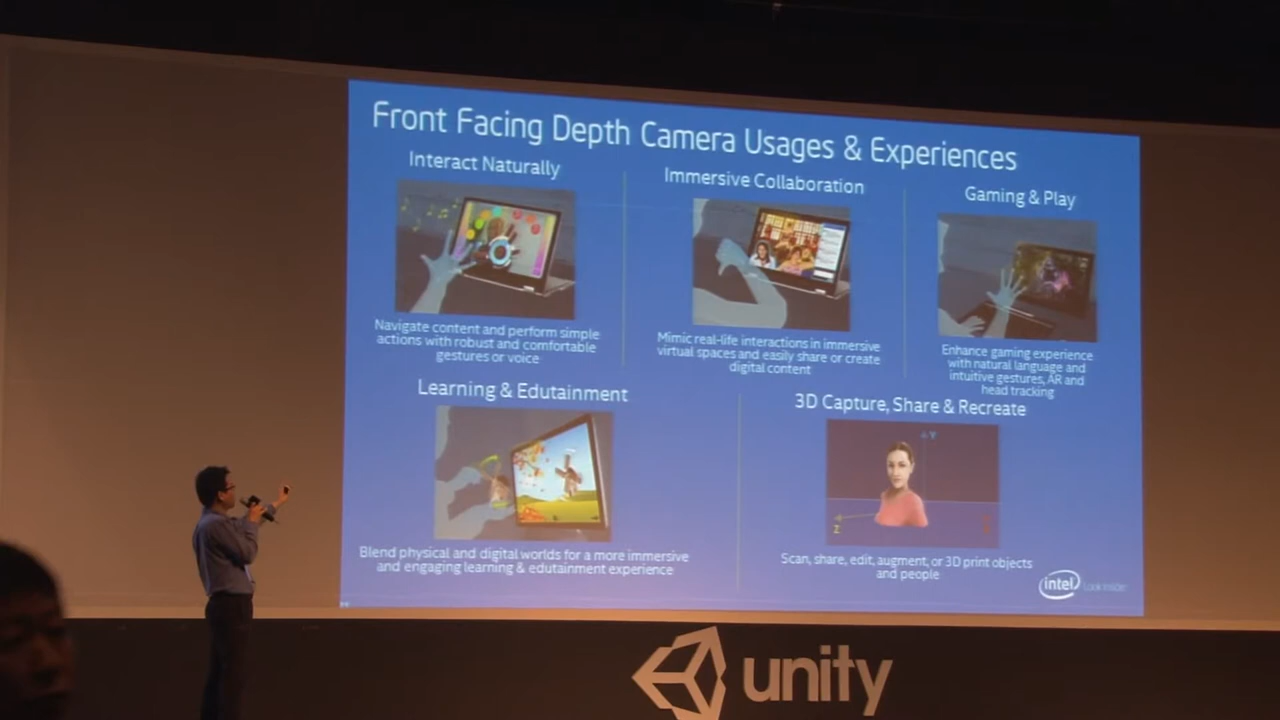 Front Facing Depth Camera Usages & Experiences
Interact Naturally
Navigate content and perform simple
actions with robust and comfortable
gestures or voice
Immersive Collaboration
Mimic real-life interactions in immersive
virtual spaces and easily share or create
digital content
Gaming & Play
Enhance gaming experience
with natural language and
intuitive gestures, AR and
head tracking
Learning & Edutainment
Blend physical and digital worlds for a more immersive
and engaging learning & edutainment experience
3D Capture, Share & Recreate
Y
Z
Scan, share, edit, augment, or 3D print objects
and people
intel Look Inside.
unity